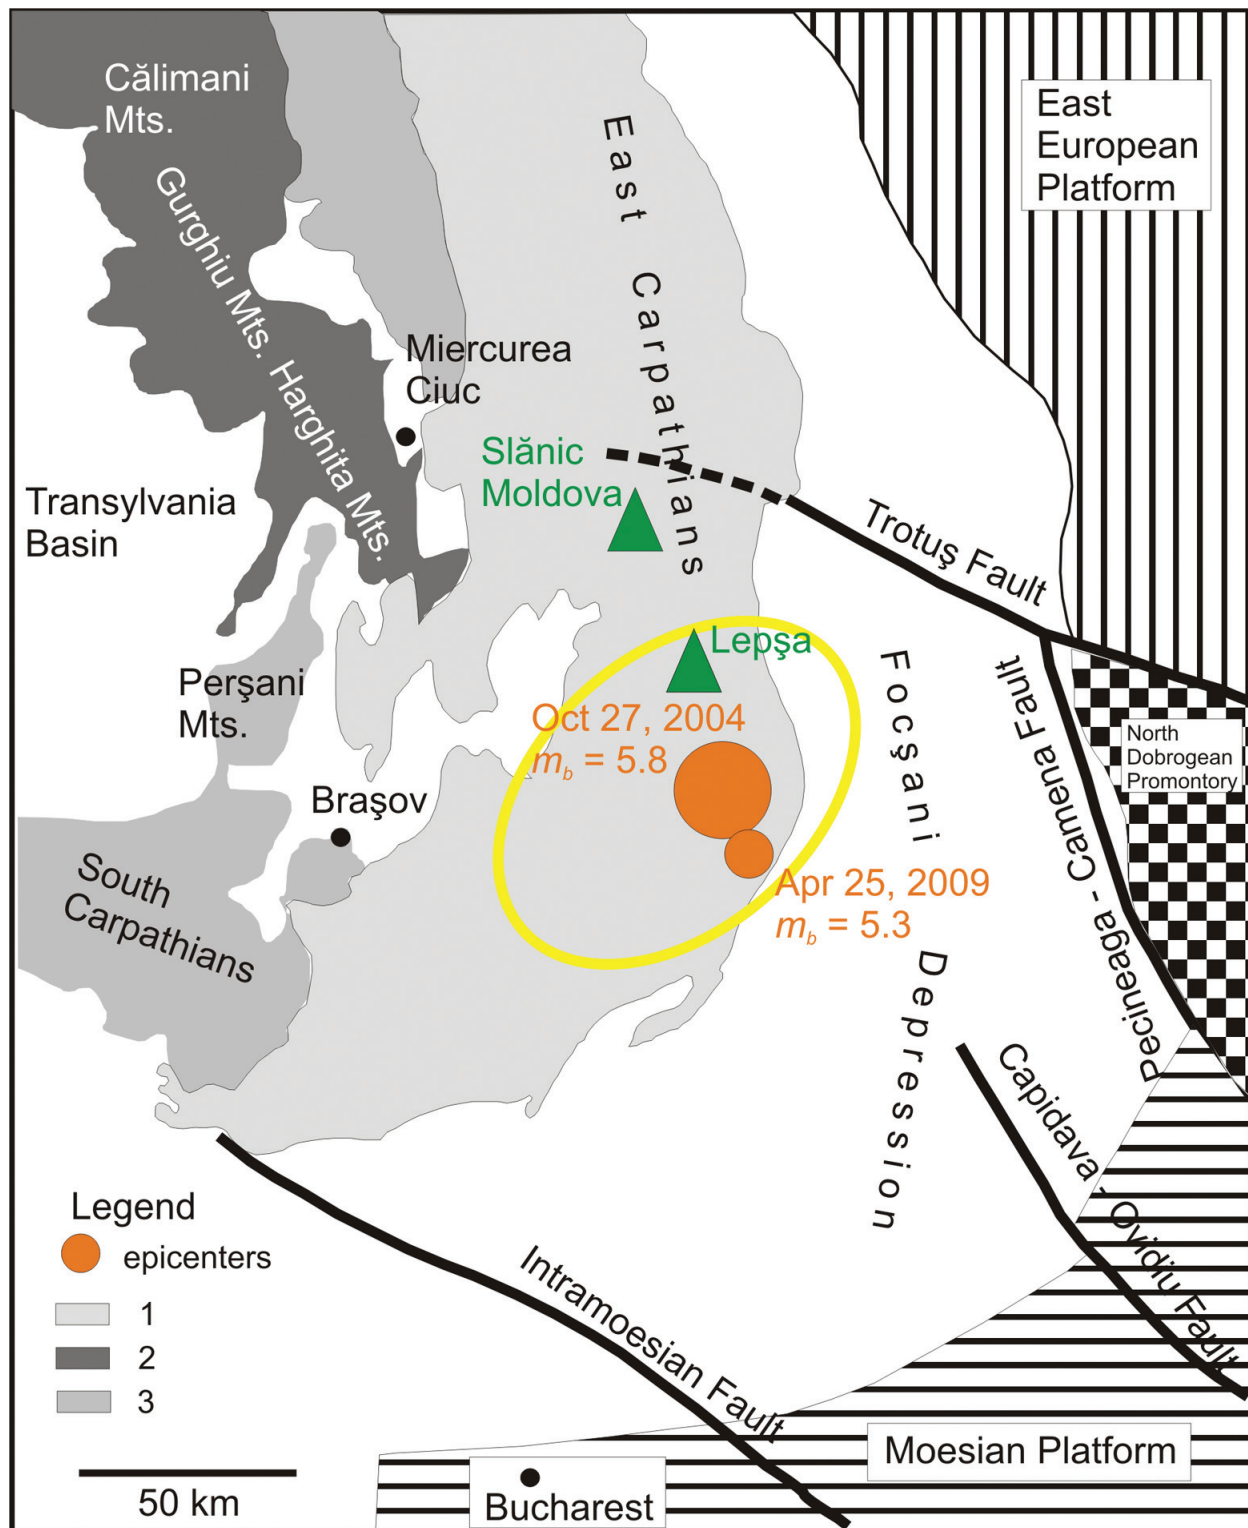 Călimani
Mts.
East
European
Platform
East Carpathians
Gurghiu Mts.
Harghita Mts.
Miercurea
Ciuc
Slănic
Moldova
Transylvania
Basin
Trotuş Fault
Lepşa
Perşani
Mts.
Oct 27, 2004
m_b = 5.8
Focşani Depression
Pecineaga - Camena Fault
North
Dobrogean
Promontory
Braşov
South
Carpathians
Apr 25, 2009
m_b = 5.3
Capidava - Ovidiu Fault
Legend
epicenters
1
2
3
Intramoesian Fault
50 km
Moesian Platform
Bucharest